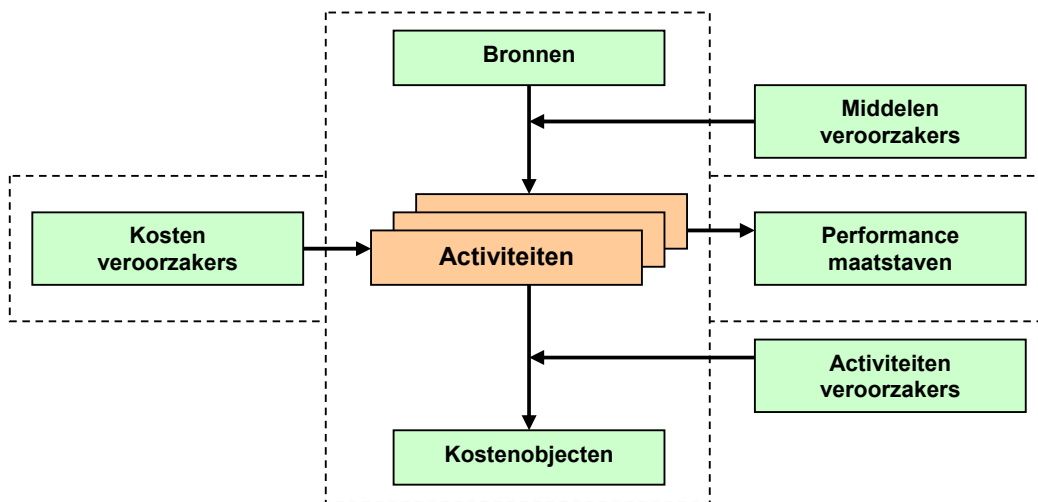 Bronnen
Middelen
veroorzakers
Kosten
veroorzakers
Activiteiten
Performance
maatstaven
Activiteiten
veroorzakers
Kostenobjecten